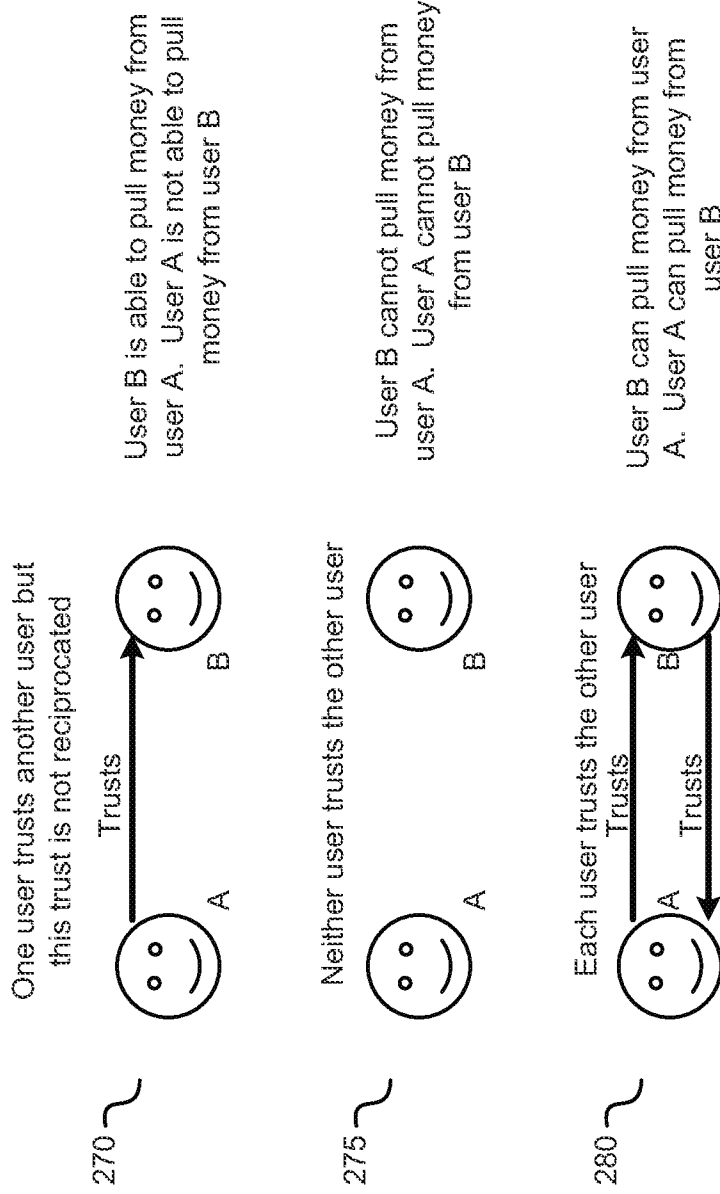 One user trusts another user but
this trust is not reciprocated
270
Trusts
A
B
User B is able to pull money from
user A. User A is not able to pull
money from user B
Neither user trusts the other user
275
A
B
User B cannot pull money from
user A. User A cannot pull money
from user B
Each user trusts the other user
280
Trusts
A
B
Trusts
User B can pull money from user
A. User A can pull money from
user B